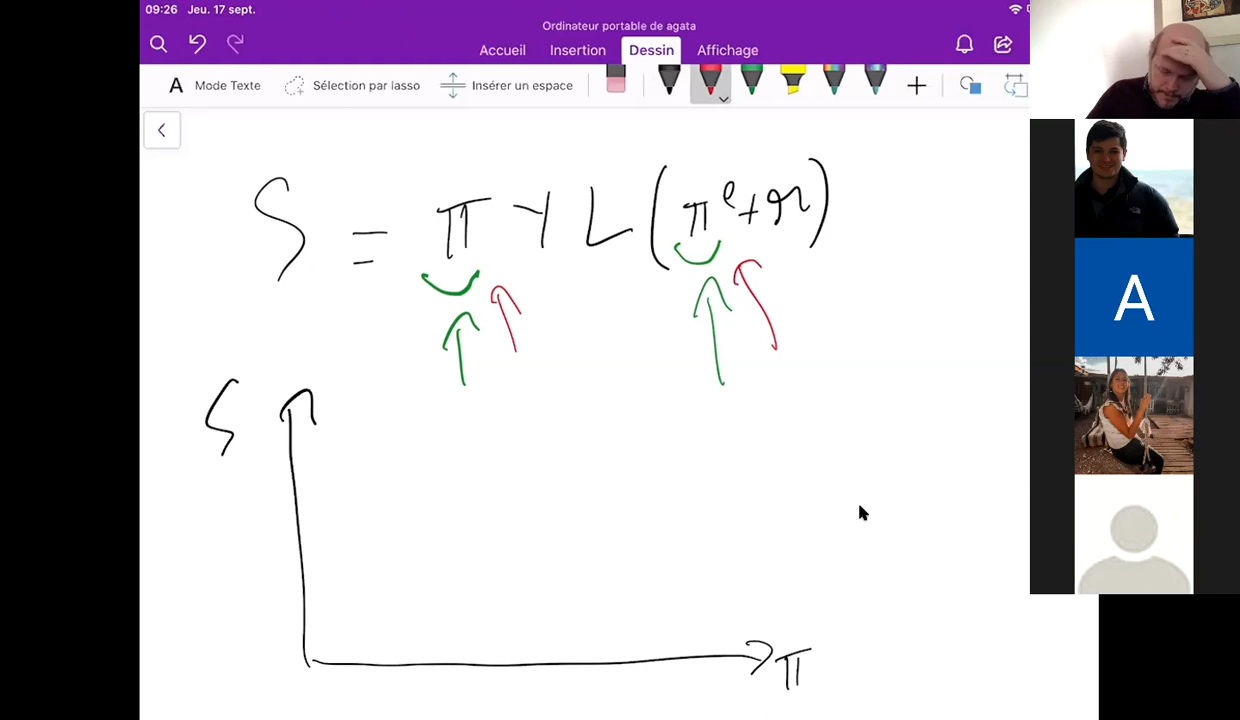 09:26 Jeu. 17 sept.
Ordinateur portable de agata
Accueil Insertion Dessin Affichage
A Mode Texte Sélection par lasso Insérer un espace
S = π Y L (π^e + r)
S
π
A